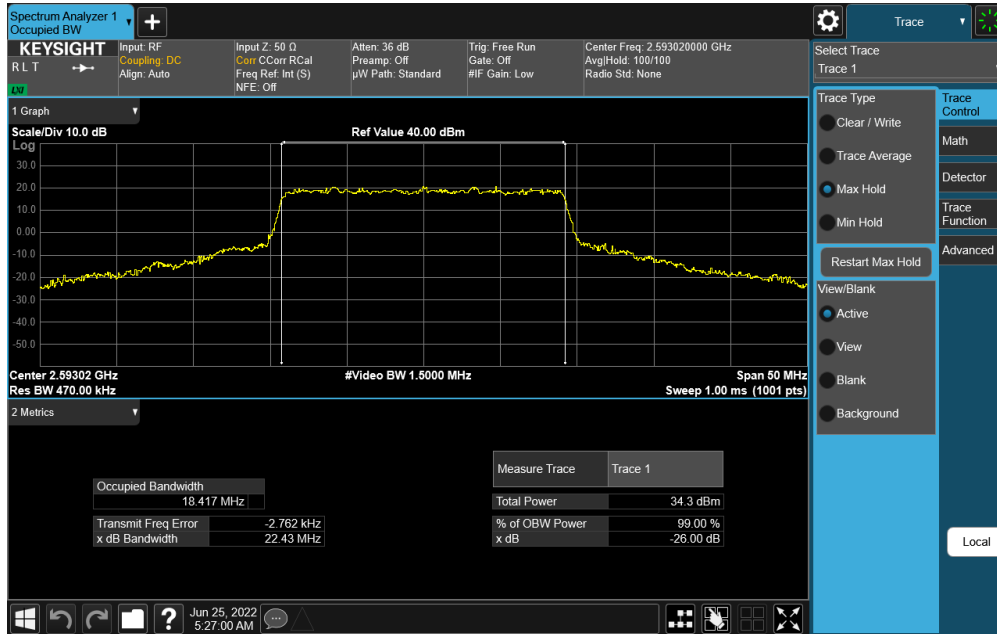 Spectrum Analyzer 1
Occupied BW
Trace
KEYSIGHT
R L T
LXI
Input: RF
Coupling: DC
Align: Auto
Input Z: 50 Ω
Corr CCorr RCal
Freq Ref: Int (S)
NFE: Off
Atten: 36 dB
Preamp: Off
µW Path: Standard
Trig: Free Run
Gate: Off
#IF Gain: Low
Center Freq: 2.593020000 GHz
Avg|Hold: 100/100
Radio Std: None
Select Trace
Trace 1
1 Graph
Scale/Div 10.0 dB
Ref Value 40.00 dBm
Log
30.0
20.0
10.0
0.00
-10.0
-20.0
-30.0
-40.0
-50.0
Center 2.59302 GHz
#Video BW 1.5000 MHz
Span 50 MHz
Res BW 470.00 kHz
Sweep 1.00 ms (1001 pts)
Trace Type
Clear / Write
Trace Average
Max Hold
Min Hold
Restart Max Hold
View/Blank
Active
View
Blank
Background
Trace
Control
Math
Detector
Trace
Function
Advanced
2 Metrics
Occupied Bandwidth
18.417 MHz
Transmit Freq Error -2.762 kHz
x dB Bandwidth 22.43 MHz
Measure Trace Trace 1
Total Power 34.3 dBm
% of OBW Power 99.00 %
x dB -26.00 dB
Local
? Jun 25, 2022
5:27:00 AM